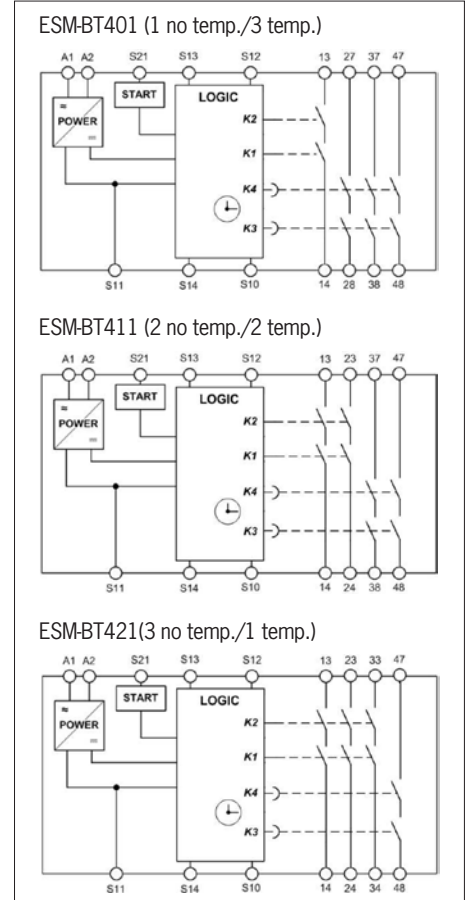 ESM-BT401 (1 no temp./3 temp.)
A1 A2 S21 S13 S12 13 27 37 47
START
LOGIC
POWER
K2
K1
K4
K3
S11 S14 S10 14 28 38 48
ESM-BT411 (2 no temp./2 temp.)
A1 A2 S21 S13 S12 13 23 37 47
START
LOGIC
POWER
K2
K1
K4
K3
S11 S14 S10 14 24 38 48
ESM-BT421(3 no temp./1 temp.)
A1 A2 S21 S13 S12 13 23 33 47
START
LOGIC
POWER
K2
K1
K4
K3
S11 S14 S10 14 24 34 48